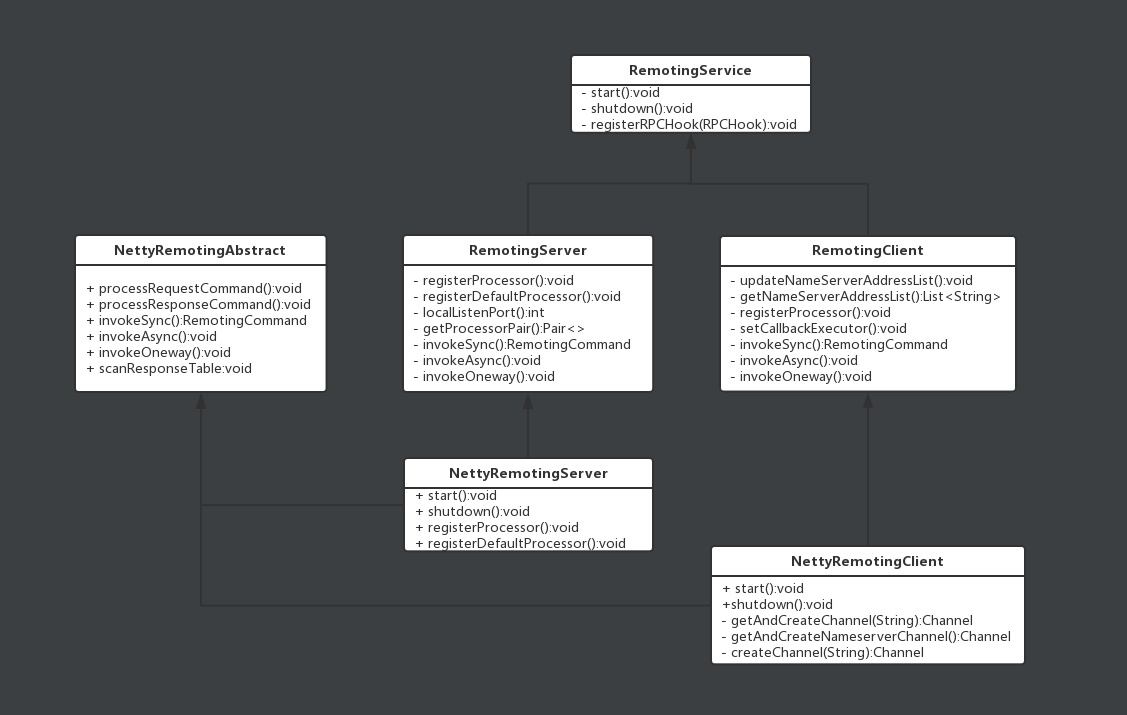 RemotingService
- start():void
- shutdown():void
- registerRPCHook(RPCHook):void
NettyRemotingAbstract
+ processRequestCommand():void
+ processResponseCommand():void
+ invokeSync():RemotingCommand
+ invokeAsync():void
+ invokeOneway():void
+ scanResponseTable:void
RemotingServer
- registerProcessor():void
- registerDefaultProcessor():void
- localListenPort():int
- getProcessorPair():Pair<>
- invokeSync():RemotingCommand
- invokeAsync():void
- invokeOneway():void
RemotingClient
- updateNameServerAddressList():void
- getNameServerAddressList():List<String>
- registerProcessor():void
- setCallbackExecutor():void
- invokeSync():RemotingCommand
- invokeAsync():void
- invokeOneway():void
NettyRemotingServer
+ start():void
+ shutdown():void
+ registerProcessor():void
+ registerDefaultProcessor():void
NettyRemotingClient
+ start():void
+shutdown():void
- getAndCreateChannel(String):Channel
- getAndCreateNameserverChannel():Channel
- createChannel(String):Channel